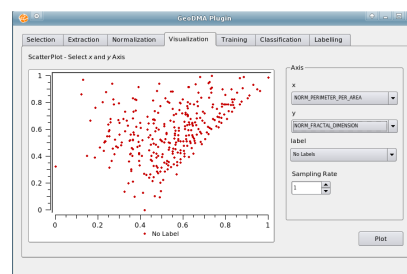 GeoDMA Plugin
Selection Extraction Normalization Visualization Training Classification Labelling
ScatterPlot - Select x and y Axis
1
0.8
0.6
0.4
0.2
0
0 0.2 0.4 0.6 0.8 1
No Label
Axis
x
NORM_PERIMETER_PER_AREA
y
NORM_FRACTAL_DIMENSION
label
No Labels
Sampling Rate
1
Plot